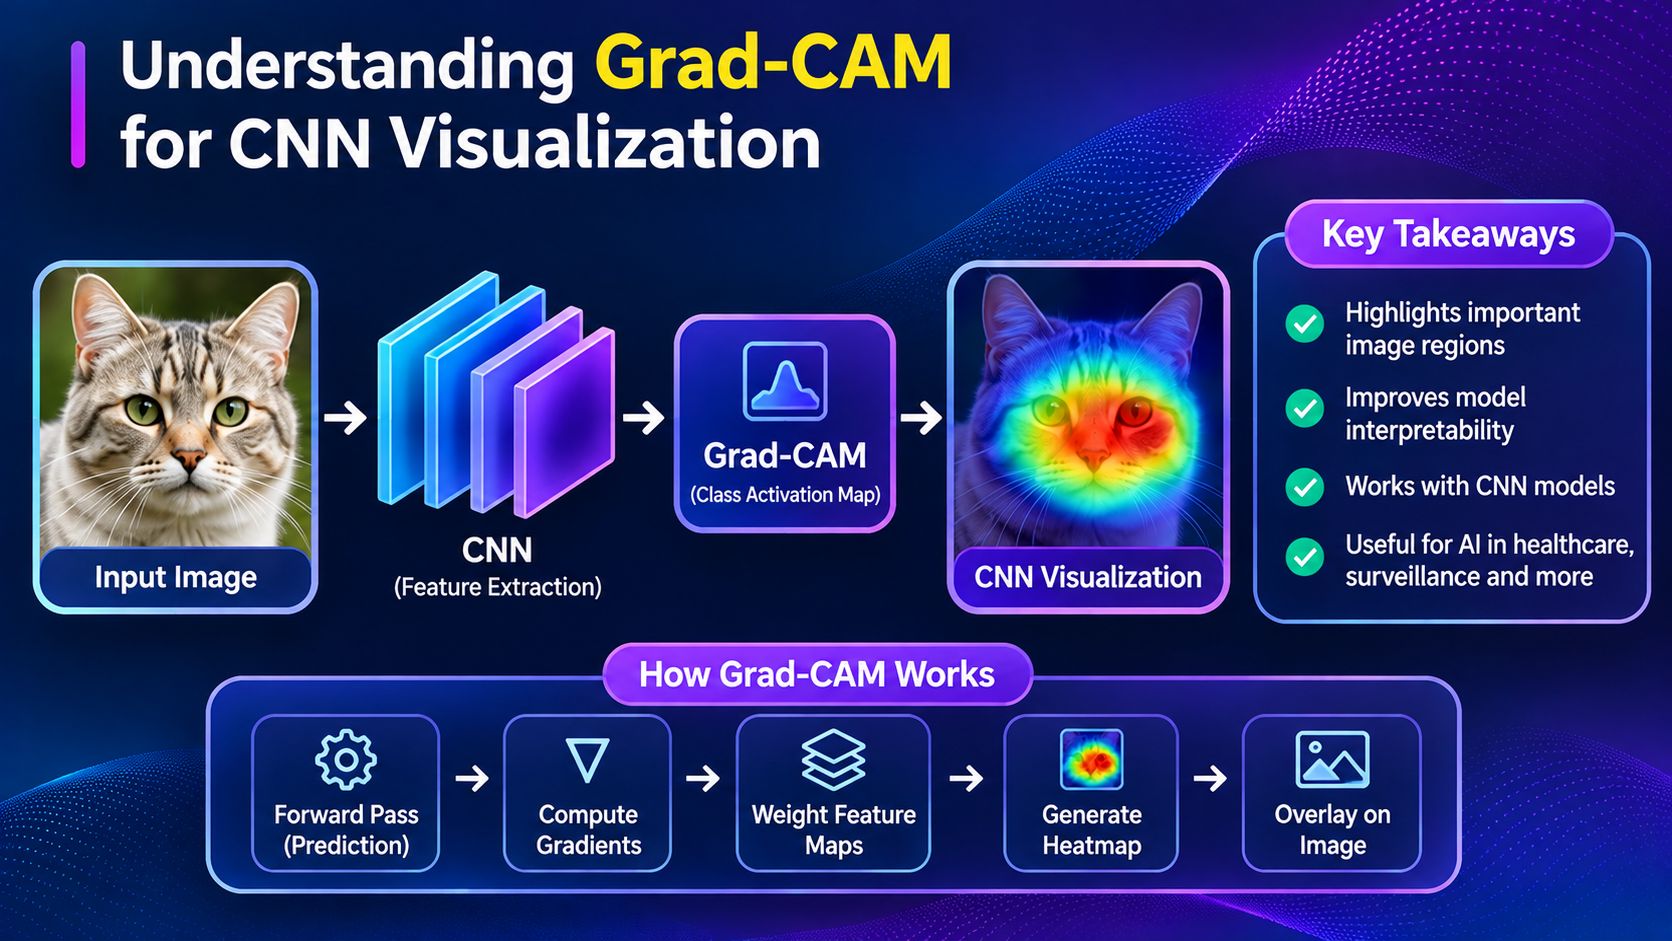 Understanding Grad-CAM
for CNN Visualization
Input Image
CNN
(Feature Extraction)
Grad-CAM
(Class Activation Map)
CNN Visualization
Key Takeaways
Highlights important
image regions
Improves model
interpretability
Works with CNN models
Useful for AI in healthcare,
surveillance and more
How Grad-CAM Works
Forward Pass
(Prediction)
Compute
Gradients
Weight Feature
Maps
Generate
Heatmap
Overlay on
Image